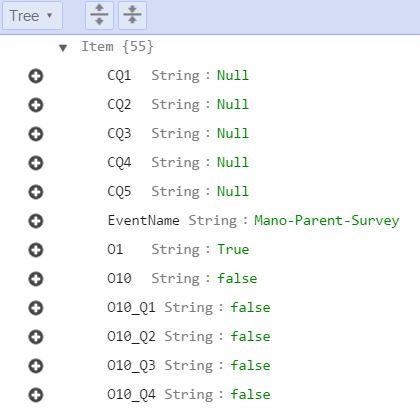 Tree
Item {55}
CQ1 String : Null
CQ2 String : Null
CQ3 String : Null
CQ4 String : Null
CQ5 String : Null
EventName String : Mano-Parent-Survey
O1 String : True
O10 String : false
O10_Q1 String : false
O10_Q2 String : false
O10_Q3 String : false
O10_Q4 String : false